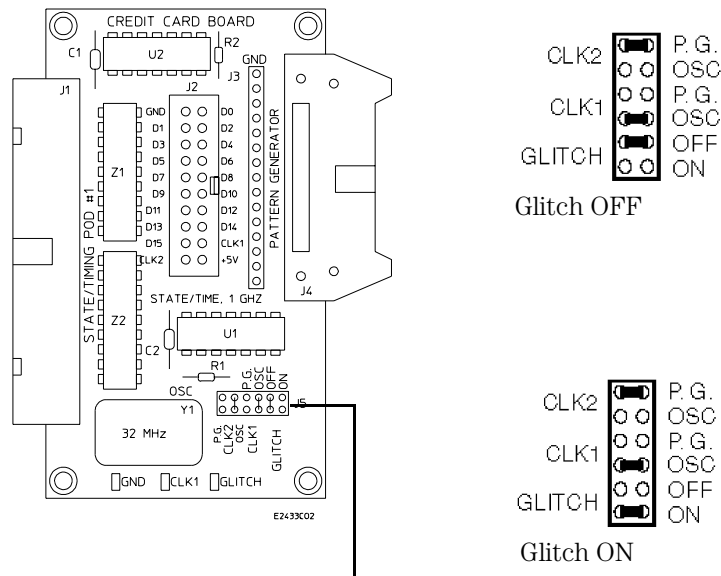 CREDIT CARD BOARD
C1
U2
R2
J3
GND
J1
J2
GND D0
D1 D2
D3 D4
D5 D6
D7 D8
D9 D10
D11 D12
D13 D14
D15 CLK1
CLK2 +5V
Z1
PATTERN GENERATOR
STATE/TIMING POD #1
J4
STATE/TIME, 1 GHZ
Z2
U1
C2
R1
OSC
Y1
32 MHz
P.G.
OSC
OFF
ON
J5
P.G.
CLK2
OSC
CLK1
GLITCH
GND
CLK1
GLITCH
E2433C02
CLK2
P.G.
OSC
CLK1
P.G.
OSC
GLITCH
OFF
ON
Glitch OFF
CLK2
P.G.
OSC
CLK1
P.G.
OSC
GLITCH
OFF
ON
Glitch ON